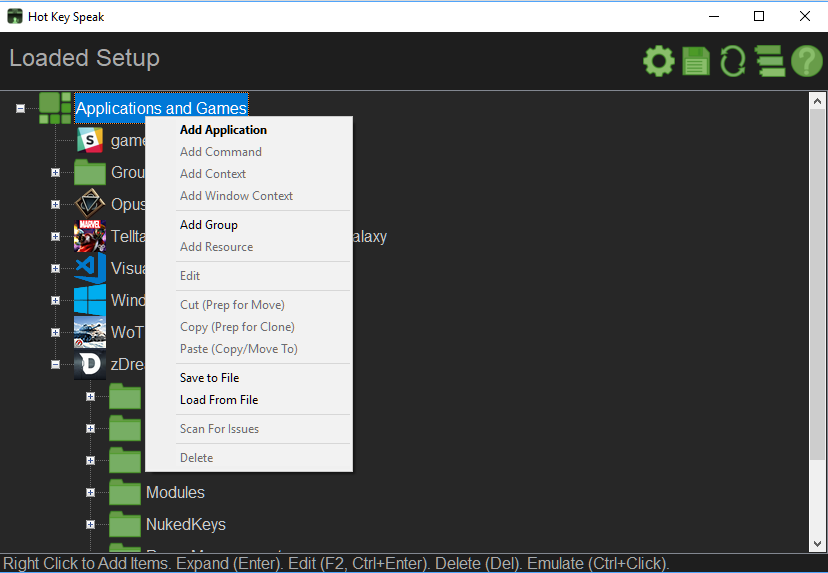 Hot Key Speak
Loaded Setup
Applications and Games
game
Grou
Opus
Tellta
alaxy
Visua
Wind
WoT
zDre
Add Application
Add Command
Add Context
Add Window Context
Add Group
Add Resource
Edit
Cut (Prep for Move)
Copy (Prep for Clone)
Paste (Copy/Move To)
Save to File
Load From File
Scan For Issues
Delete
Modules
NukedKeys
Right Click to Add Items. Expand (Enter). Edit (F2, Ctrl+Enter). Delete (Del). Emulate (Ctrl+Click).